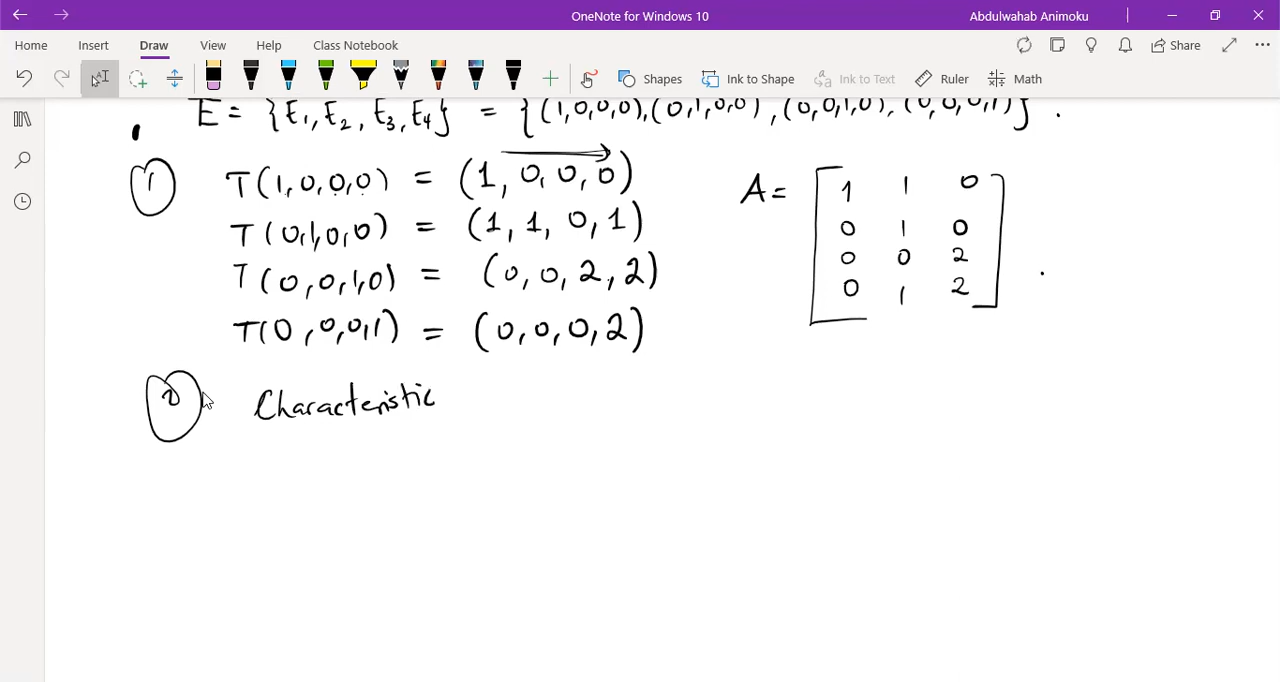 OneNote for Windows 10
Abdulwahab Animoku
Home Insert Draw View Help Class Notebook Share
Shapes Ink to Shape Ink to Text Ruler Math
E = {E₁, E₂, E₃, E₄} = {(1,0,0,0),(0,1,0,0),(0,0,1,0),(0,0,0,1)}.
① T(1,0,0,0) = (1,0,0,0)
T(0,1,0,0) = (1,1,0,1)
T(0,0,1,0) = (0,0,2,2)
T(0,0,0,1) = (0,0,0,2)
A = [1 1 0
0 1 0
0 0 2
0 1 2] .
② Characteristic